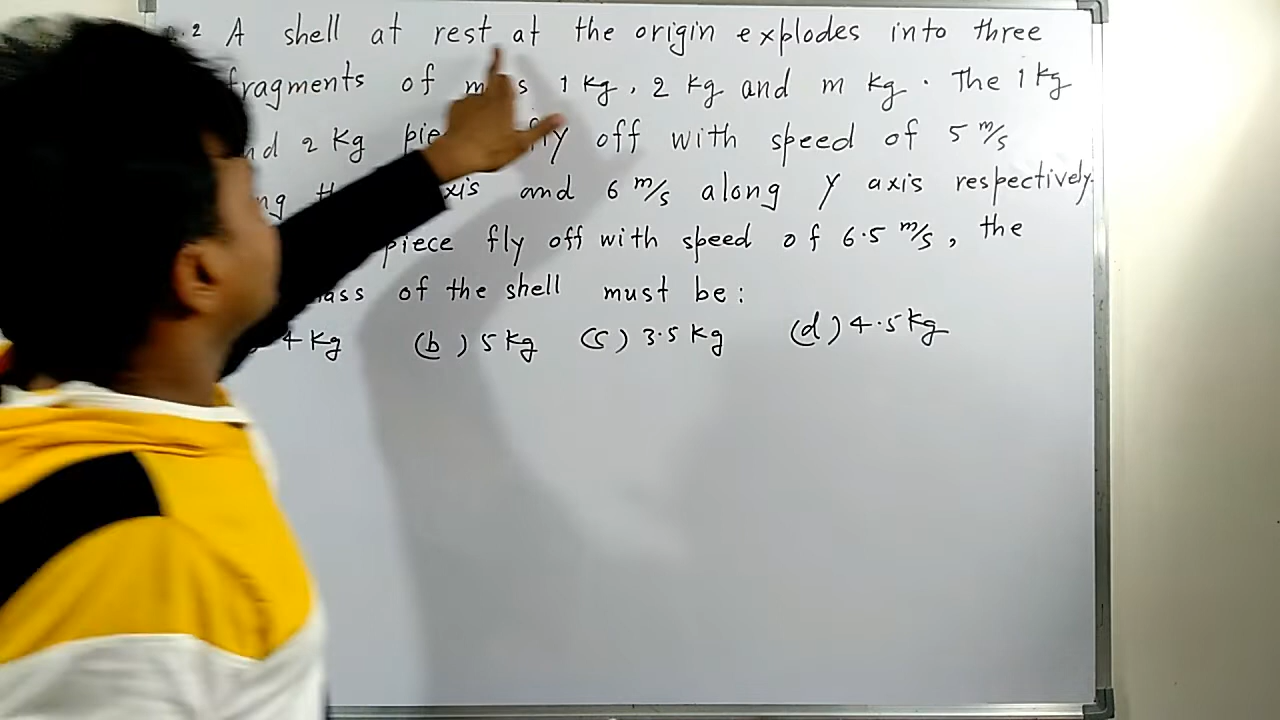 .2 A shell at rest at the origin explodes into three
fragments of 1 kg, 2 kg and m kg. The 1 kg
2 kg fly off with speed of 5 m/s
and 6 m/s along Y axis respectively.
piece fly off with speed of 6.5 m/s, the
of the shell must be:
4 kg (b) 5 kg (c) 3.5 kg (d) 4.5 kg